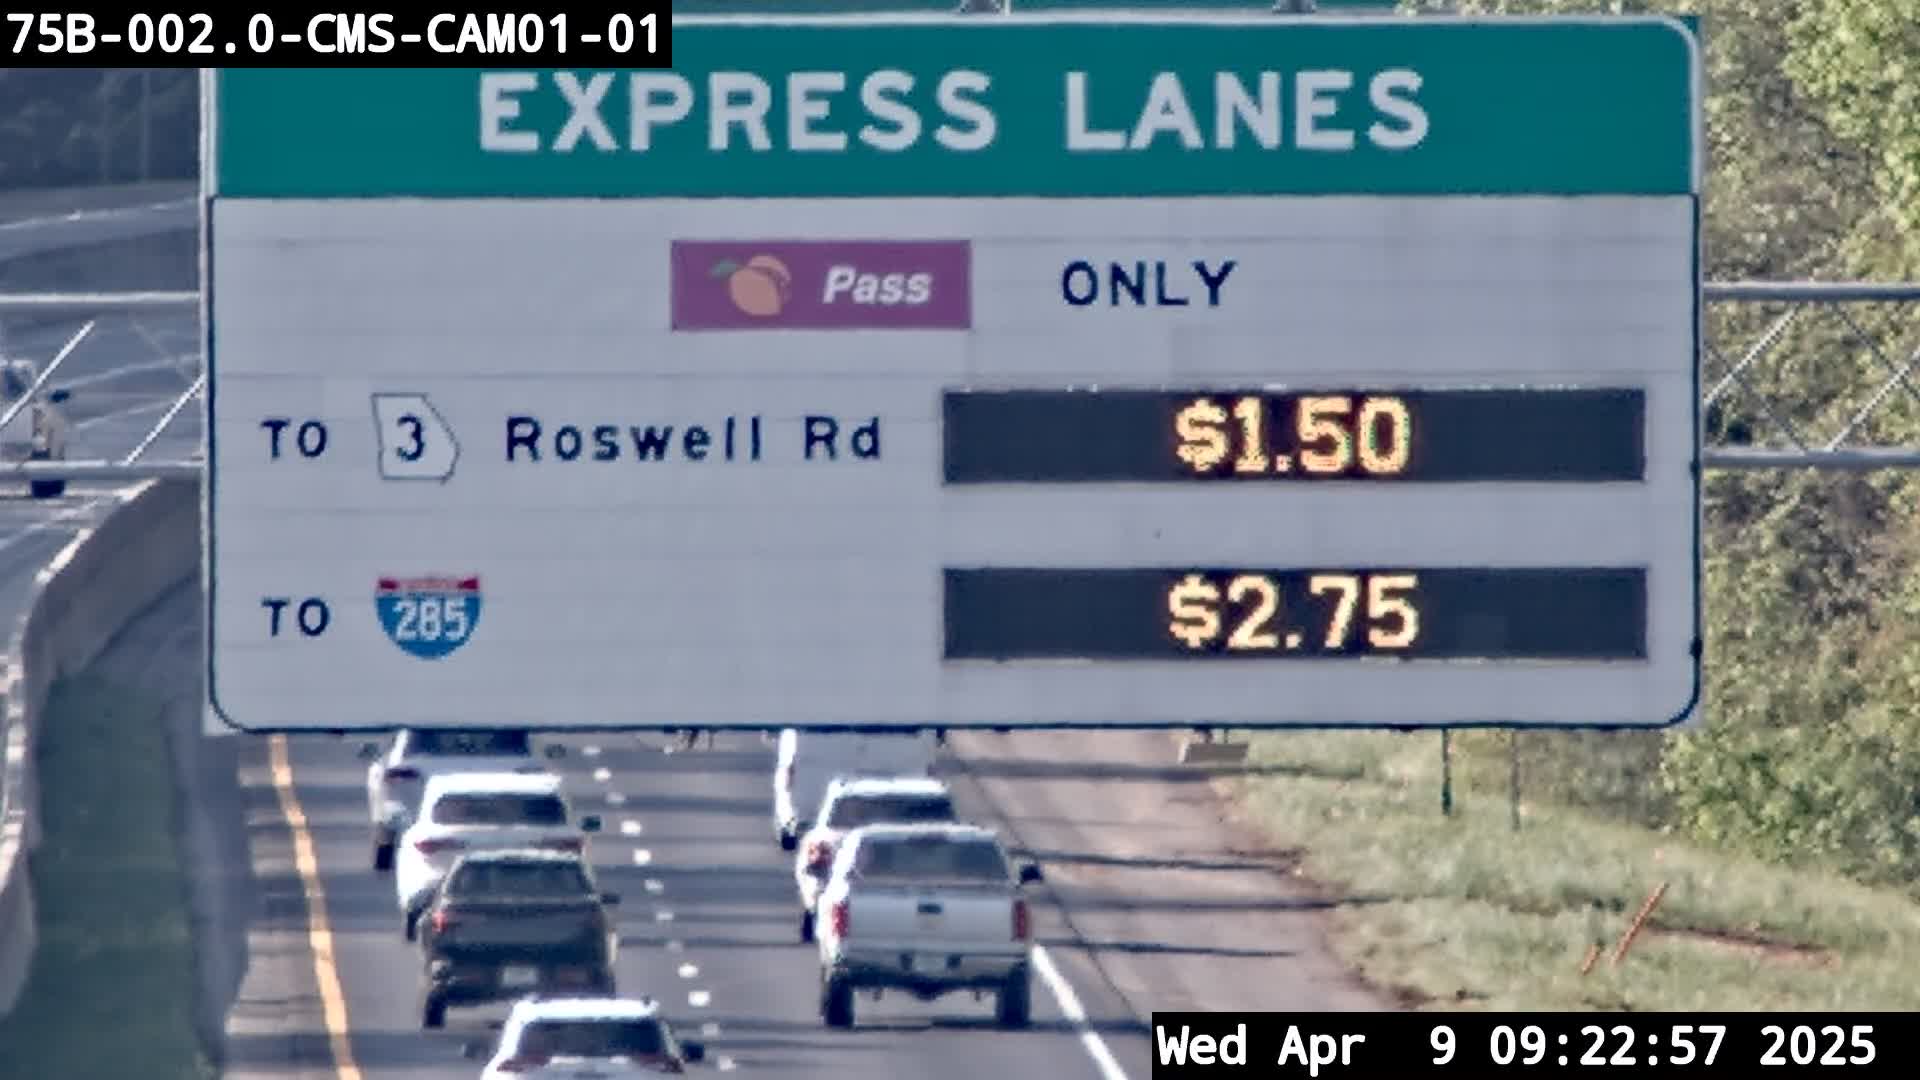 75B-002.0-CMS-CAM01-01
EXPRESS LANES
Pass ONLY
TO 3 Roswell Rd $1.50
TO 285 $2.75
Wed Apr 9 09:22:57 2025